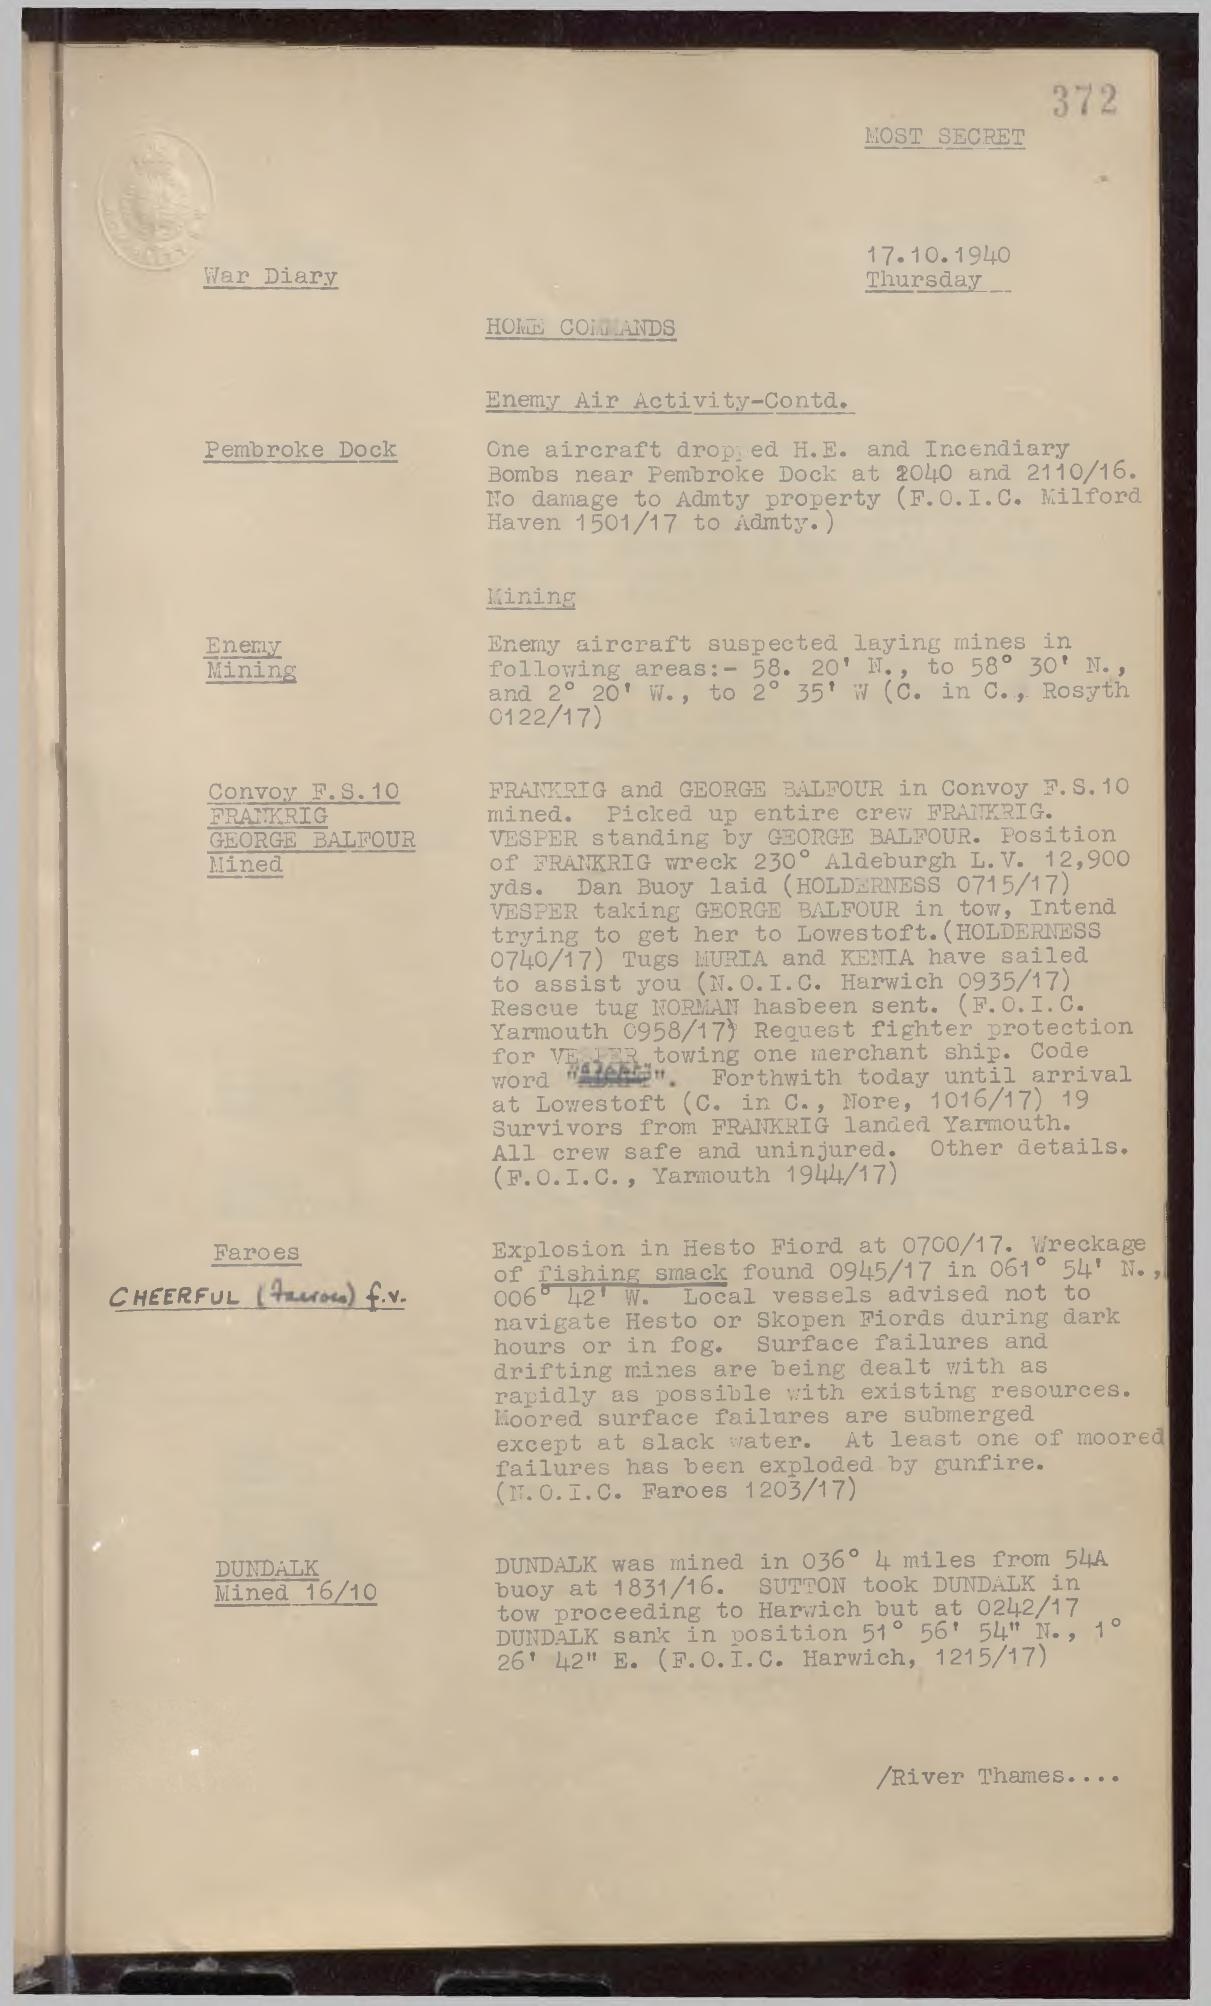 372
MOST SECRET
17.10.1940
War Diary
Thursday
HOME COMMANDS
Enemy Air Activity-Contd.
Pembroke Dock
One aircraft dropped H.E. and Incendiary
Bombs near Pembroke Dock at 2040 and 2110/16.
No damage to Admty property (F.O.I.C. Milford
Haven 1501/17 to Admty.)
Mining
Enemy
Mining
Enemy aircraft suspected laying mines in
following areas:- 58. 20' N., to 58° 30' N.,
and 2° 20' W., to 2° 35' W (C. in C., Rosyth
0122/17)
Convoy F.S.10
FRANKRIG
GEORGE BALFOUR
Mined
FRANKRIG and GEORGE BALFOUR in Convoy F.S.10
mined. Picked up entire crew FRANKRIG.
VESPER standing by GEORGE BALFOUR. Position
of FRANKRIG wreck 230° Aldeburgh L.V. 12,900
yds. Dan Buoy laid (HOLDERNESS 0715/17)
VESPER taking GEORGE BALFOUR in tow, Intend
trying to get her to Lowestoft.(HOLDERNESS
0740/17) Tugs MURIA and KENIA have sailed
to assist you (N.O.I.C. Harwich 0935/17)
Rescue tug NORMAN hasbeen sent. (F.O.I.C.
Yarmouth 0958/17) Request fighter protection
for VESPER towing one merchant ship. Code
word " ". Forthwith today until arrival
at Lowestoft (C. in C., Nore, 1016/17) 19
Survivors from FRANKRIG landed Yarmouth.
All crew safe and uninjured. Other details.
(F.O.I.C., Yarmouth 1944/17)
Faroes
CHEERFUL (Faeroes) f.v.
Explosion in Hesto Fiord at 0700/17. Wreckage
of fishing smack found 0945/17 in 061° 54' N.,
006° 42' W. Local vessels advised not to
navigate Hesto or Skopen Fiords during dark
hours or in fog. Surface failures and
drifting mines are being dealt with as
rapidly as possible with existing resources.
Moored surface failures are submerged
except at slack water. At least one of moored
failures has been exploded by gunfire.
(N.O.I.C. Faroes 1203/17)
DUNDALK
Mined 16/10
DUNDALK was mined in 036° 4 miles from 54A
buoy at 1831/16. SUTTON took DUNDALK in
tow proceeding to Harwich but at 0242/17
DUNDALK sank in position 51° 56' 54" N., 1°
26' 42" E. (F.O.I.C. Harwich, 1215/17)
/River Thames....